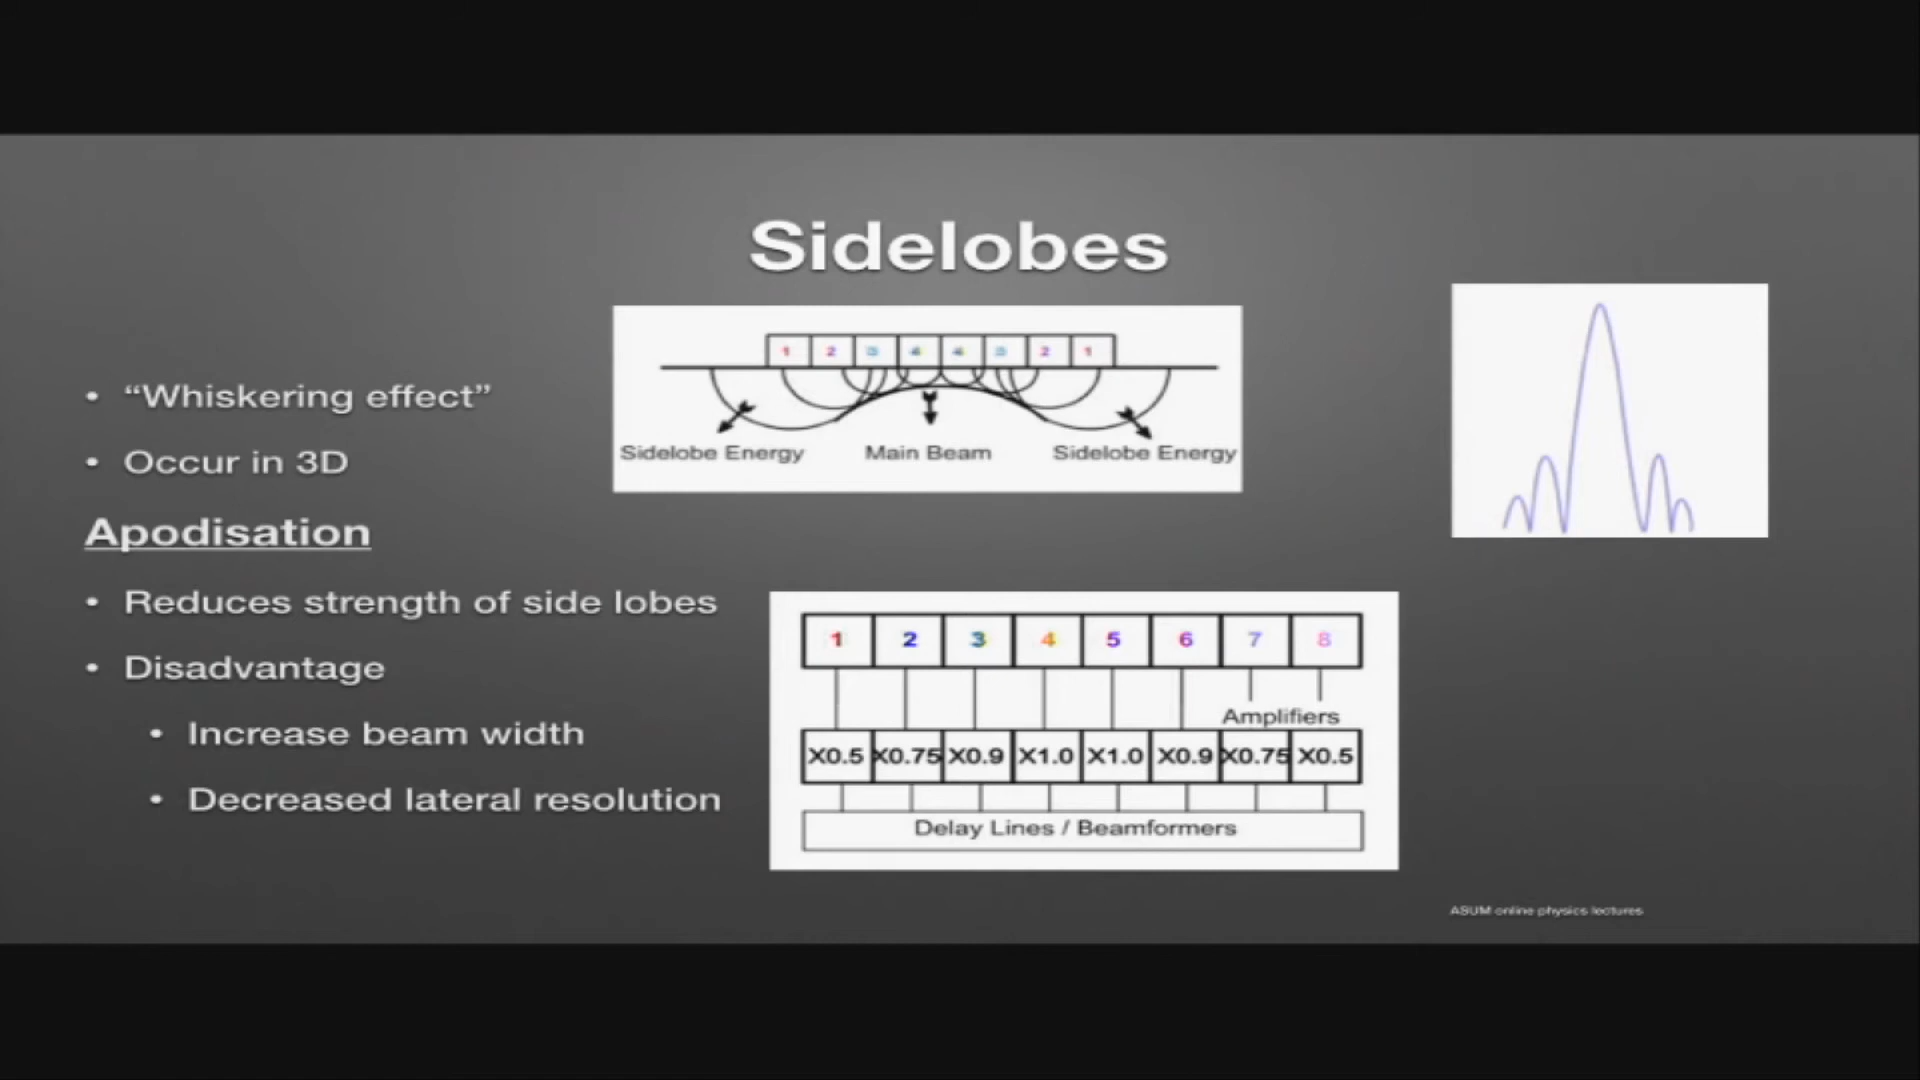 Sidelobes
• “Whiskering effect”
• Occur in 3D
Apodisation
• Reduces strength of side lobes
• Disadvantage
• Increase beam width
• Decreased lateral resolution
1 2 3 4 4 3 2 1
Sidelobe Energy Main Beam Sidelobe Energy
1 2 3 4 5 6 7 8
Amplifiers
X0.5 X0.75 X0.9 X1.0 X1.0 X0.9 X0.75 X0.5
Delay Lines / Beamformers
ASUM online physics lectures